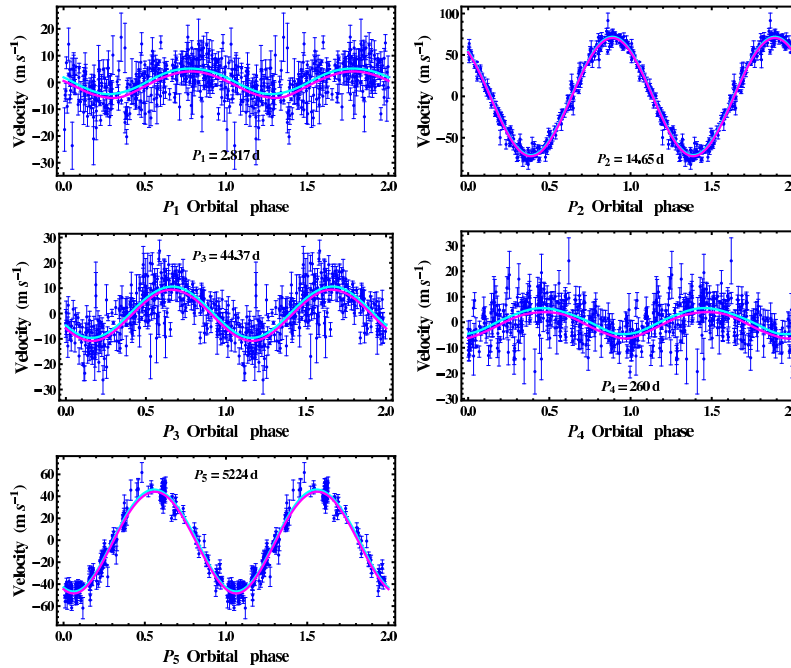 20
10
0
−10
−20
−30
Velocity (m s⁻¹)
P₁ = 2.817 d
0.0 0.5 1.0 1.5 2.0
P₁ Orbital phase
100
50
0
−50
Velocity (m s⁻¹)
P₂ = 14.65 d
0.0 0.5 1.0 1.5 2.0
P₂ Orbital phase
30
20
10
0
−10
−20
−30
Velocity (m s⁻¹)
P₃ = 44.37 d
0.0 0.5 1.0 1.5 2.0
P₃ Orbital phase
30
20
10
0
−10
−20
−30
Velocity (m s⁻¹)
P₄ = 260 d
0.0 0.5 1.0 1.5 2.0
P₄ Orbital phase
60
40
20
0
−20
−40
−60
Velocity (m s⁻¹)
P₅ = 5224 d
0.0 0.5 1.0 1.5 2.0
P₅ Orbital phase